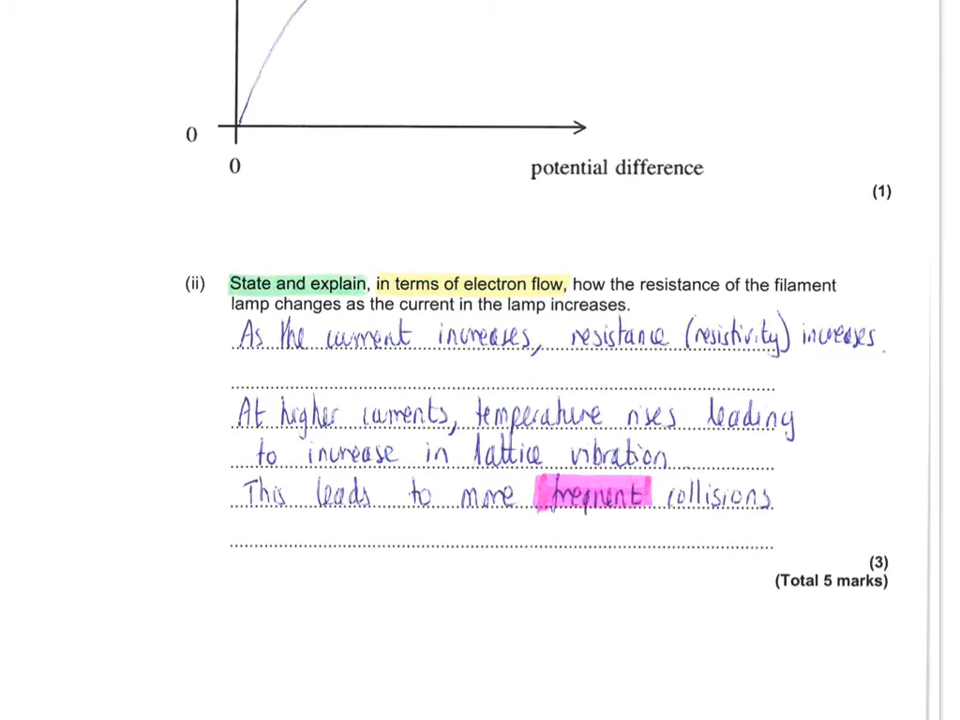 0
0
potential difference
(1)
(ii) State and explain, in terms of electron flow, how the resistance of the filament
lamp changes as the current in the lamp increases.
As the current increases, resistance (resistivity) increases.
At higher currents, temperature rises leading
to increase in lattice vibration
This leads to more frequent collisions
(3)
(Total 5 marks)